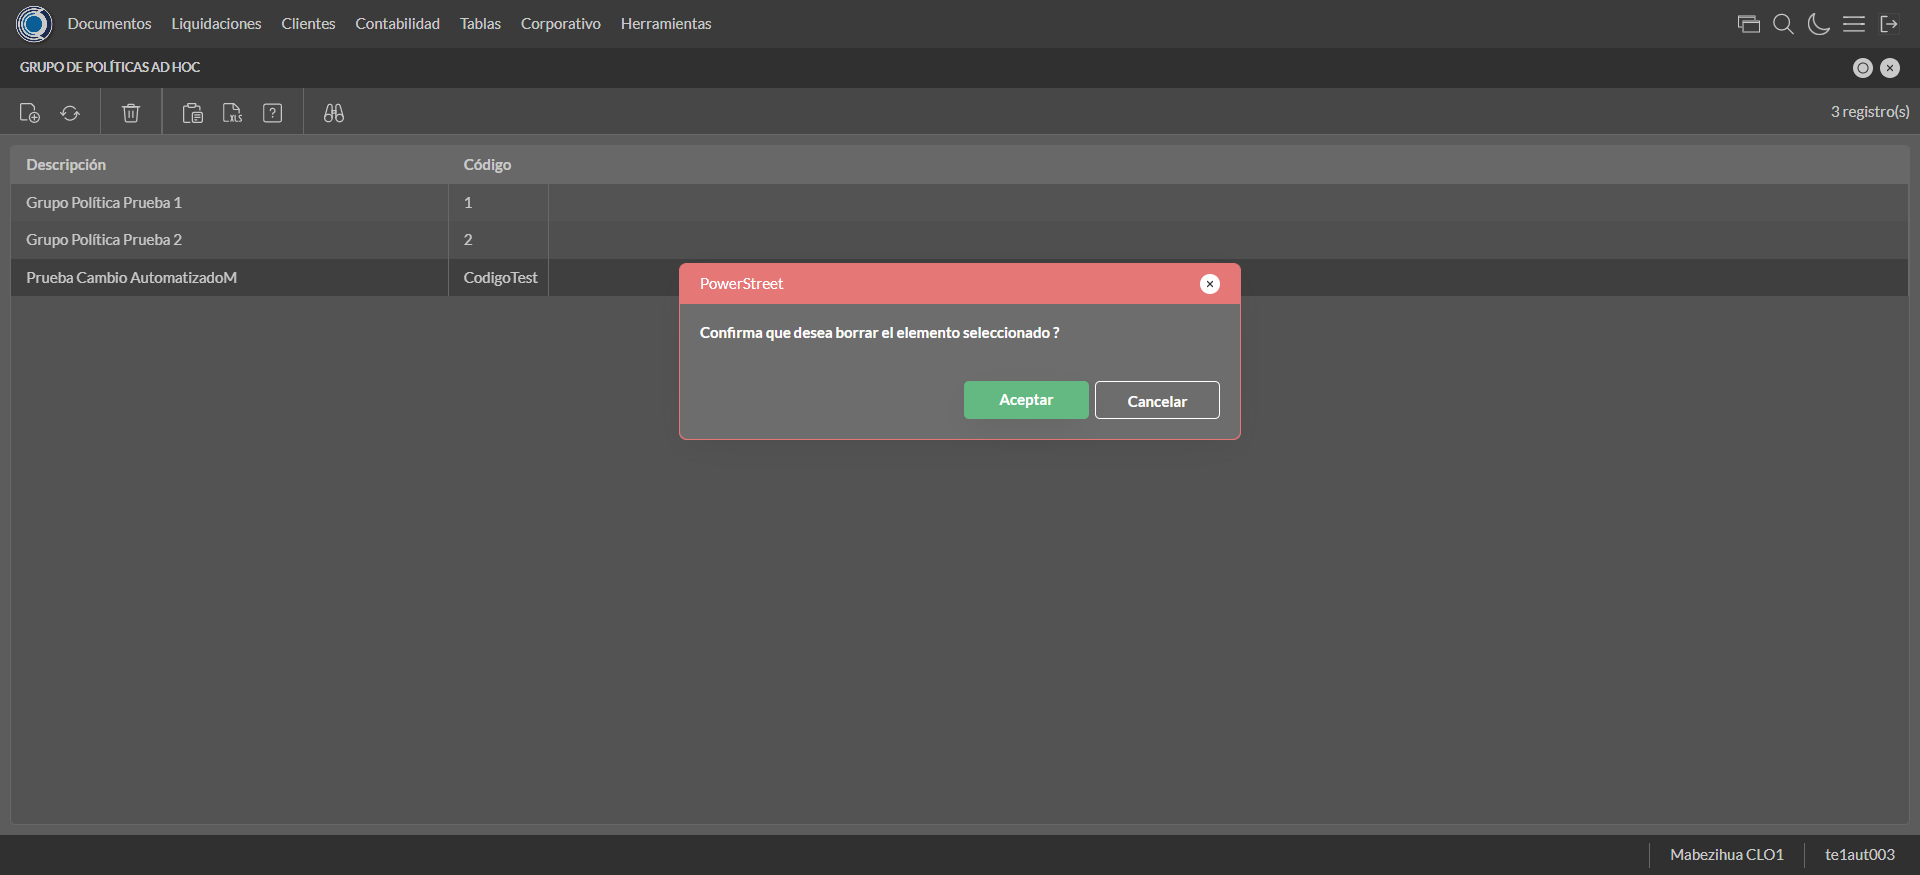 Documentos Liquidaciones Clientes Contabilidad Tablas Corporativo Herramientas
GRUPO DE POLÍTICAS AD HOC
XLS ? 3 registro(s)
Descripción Código
Grupo Política Prueba 1 1
Grupo Política Prueba 2 2
Prueba Cambio AutomatizadoM CodigoTest
PowerStreet
Confirma que desea borrar el elemento seleccionado ?
Aceptar Cancelar
Mabezihua CLO1 te1aut003